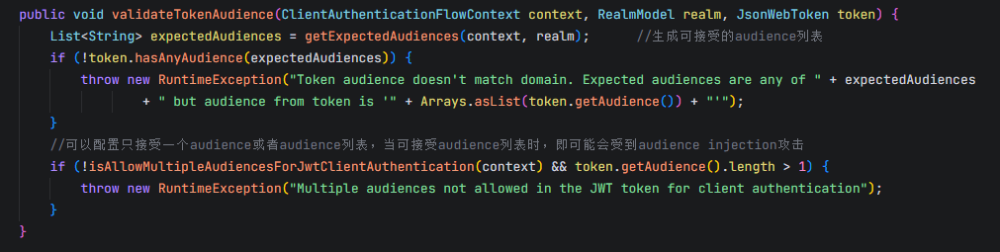 public void validateTokenAudience(ClientAuthenticationFlowContext context, RealmModel realm, JsonWebToken token) {
    List<String> expectedAudiences = getExpectedAudiences(context, realm);      //生成可接受的audience列表
    if (!token.hasAnyAudience(expectedAudiences)) {
        throw new RuntimeException("Token audience doesn't match domain. Expected audiences are any of " + expectedAudiences
                + " but audience from token is '" + Arrays.asList(token.getAudience()) + "'");
    }
    //可以配置只接受一个audience或者audience列表，当可接受audience列表时，即可能会受到audience injection攻击
    if (!isAllowMultipleAudiencesForJwtClientAuthentication(context) && token.getAudience().length > 1) {
        throw new RuntimeException("Multiple audiences not allowed in the JWT token for client authentication");
    }
}